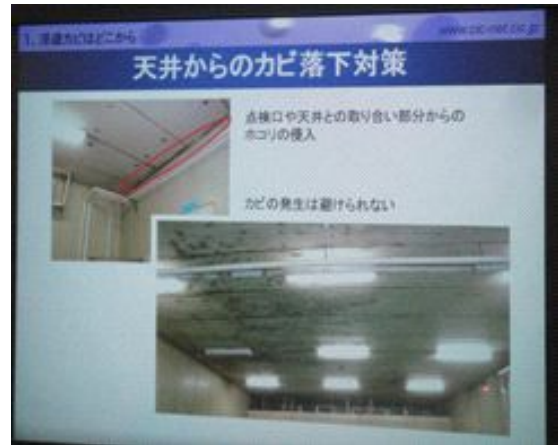 1. 浮遊カビはどこから
www.cic-net.co.jp
天井からのカビ落下対策
点検口や天井との取り合い部分からの
ホコリの侵入
カビの発生は避けられない